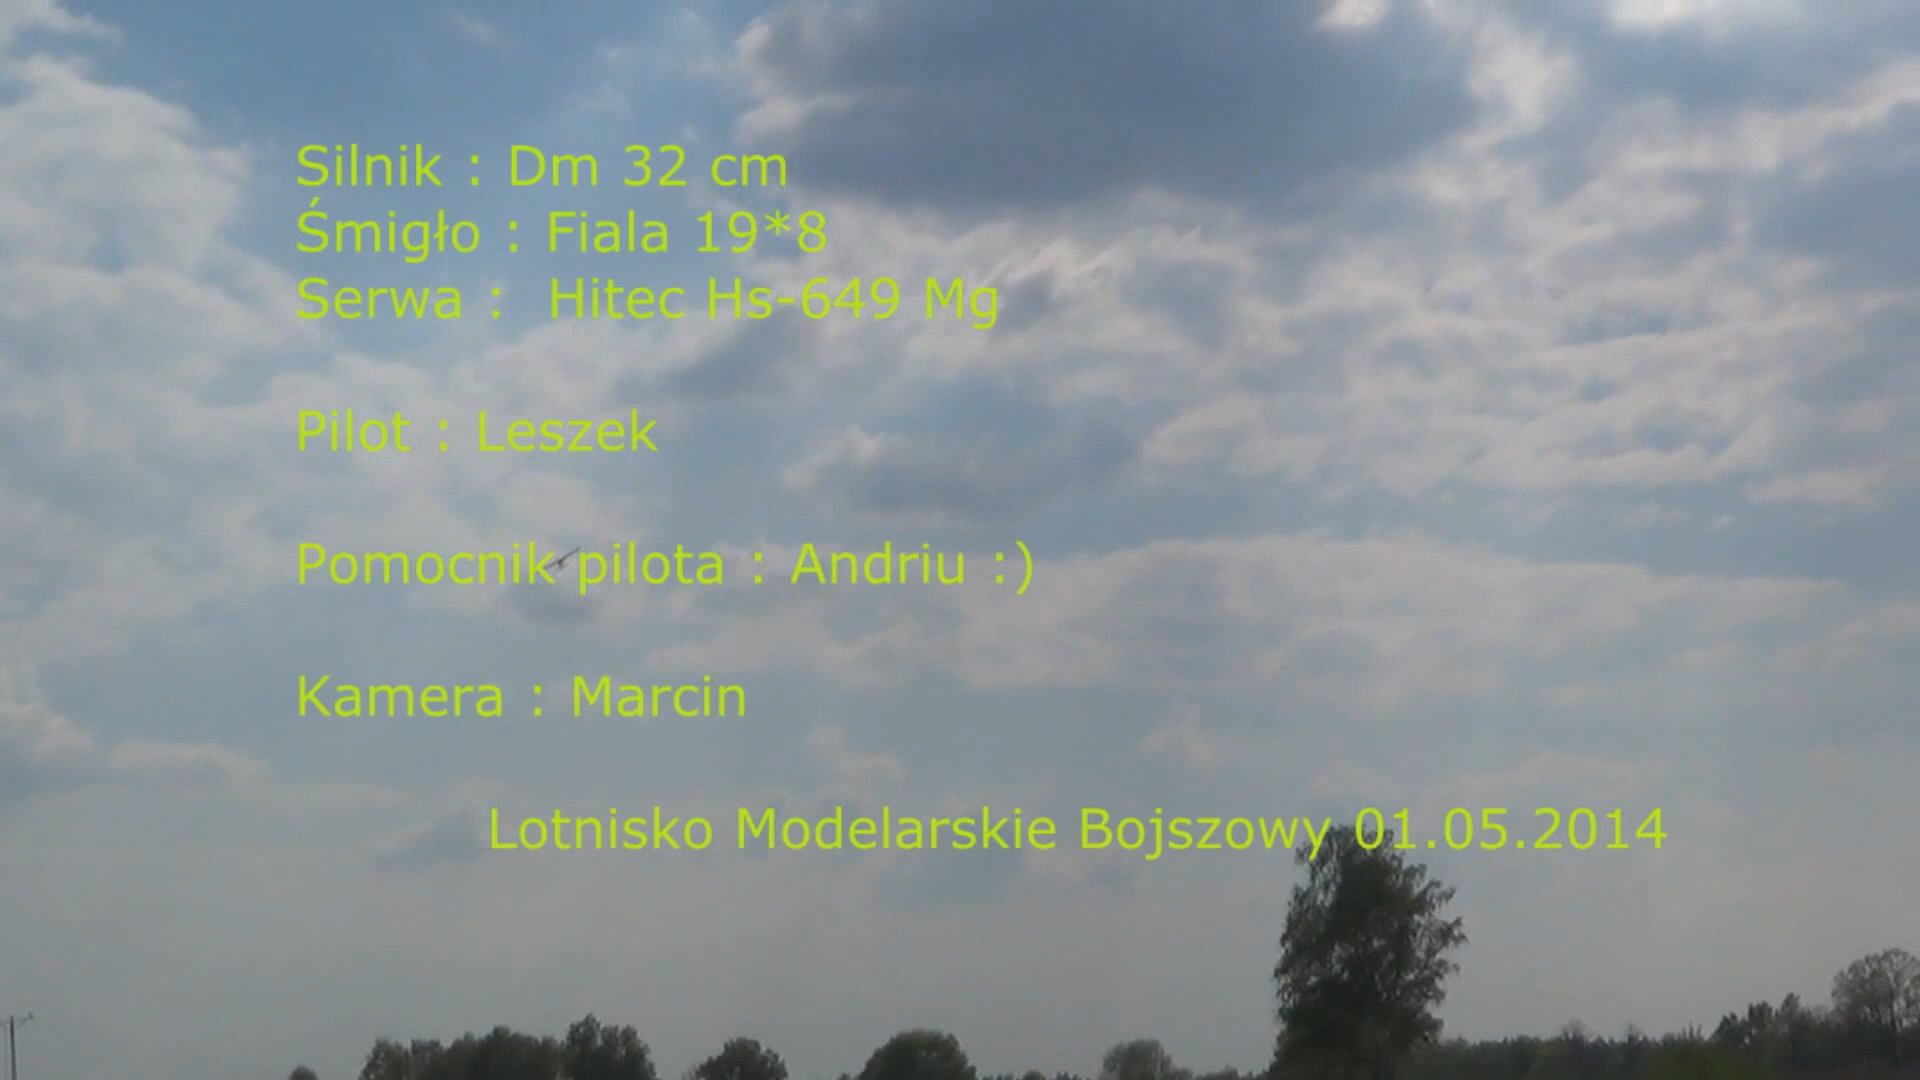 Silnik : Dm 32 cm
Śmigło : Fiala 19*8
Serwa :  Hitec Hs-649 Mg
Pilot : Leszek
Pomocnik pilota : Andriu :)
Kamera : Marcin
Lotnisko Modelarskie Bojszowy 01.05.2014